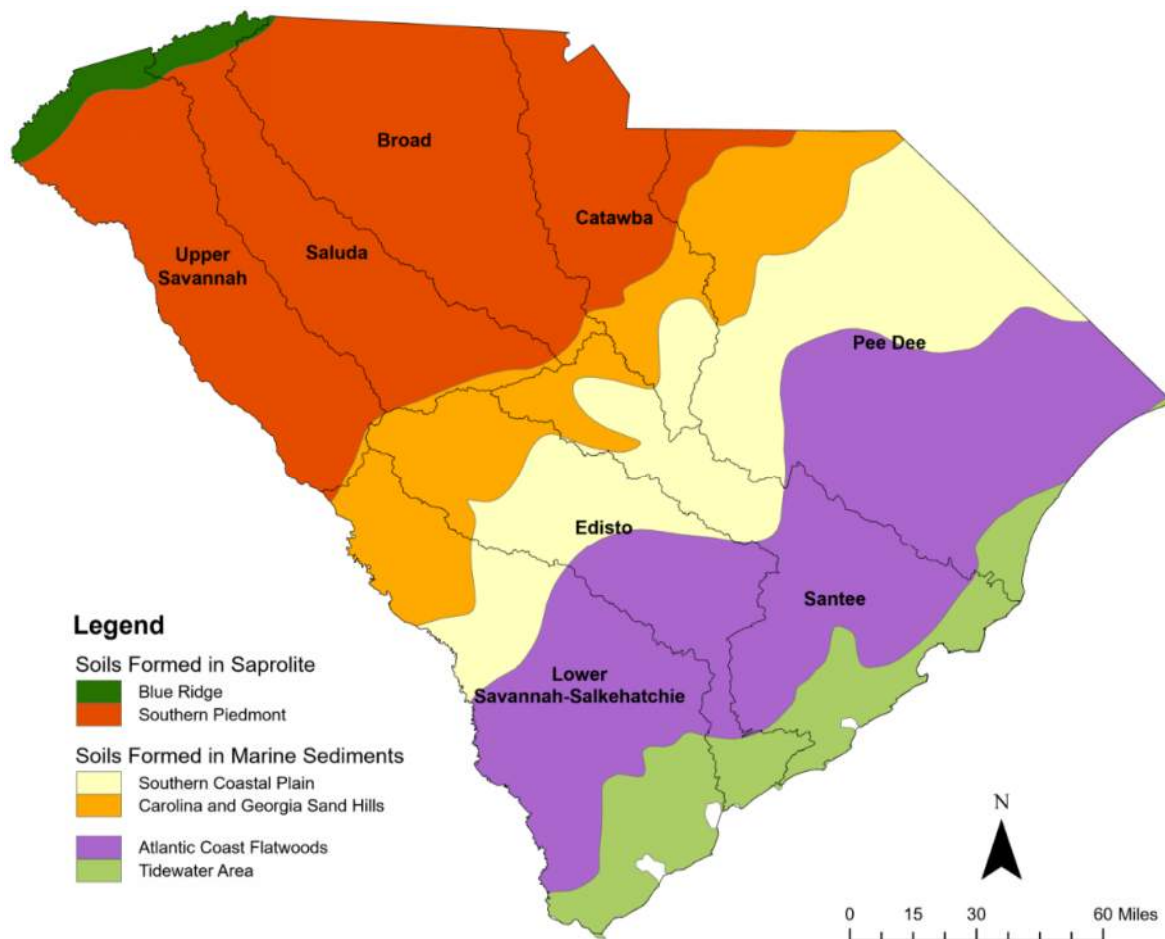 Broad
Catawba
Upper
Savannah
Saluda
Pee Dee
Edisto
Santee
Lower
Savannah-Salkehatchie
Legend
Soils Formed in Saprolite
Blue Ridge
Southern Piedmont
Soils Formed in Marine Sediments
Southern Coastal Plain
Carolina and Georgia Sand Hills
Atlantic Coast Flatwoods
Tidewater Area
N
0 15 30 60 Miles